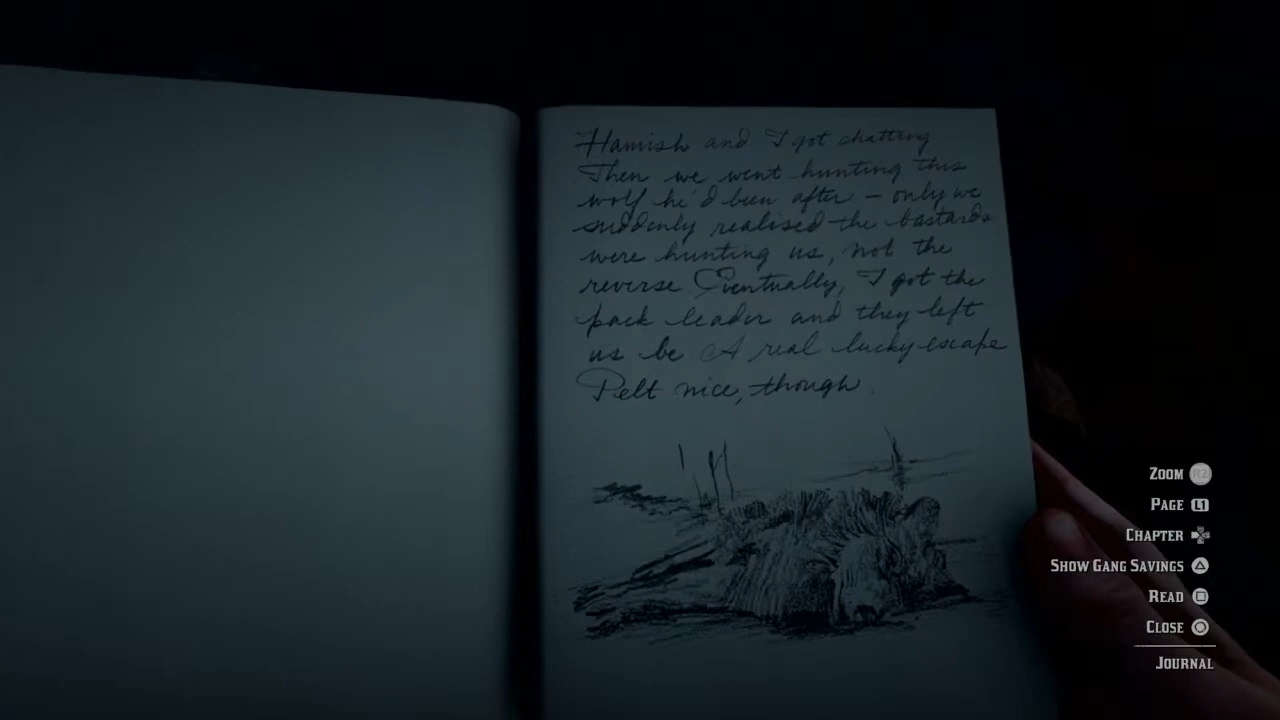 Hamish and I got chatting
Then we went hunting this
wolf he'd been after – only we
suddenly realised the bastards
were hunting us, not the
reverse Eventually, I got the
pack leader and they left
us be A real lucky escape
Pelt nice, though.
ZOOM R2
PAGE L1
CHAPTER
SHOW GANG SAVINGS
READ
CLOSE
JOURNAL